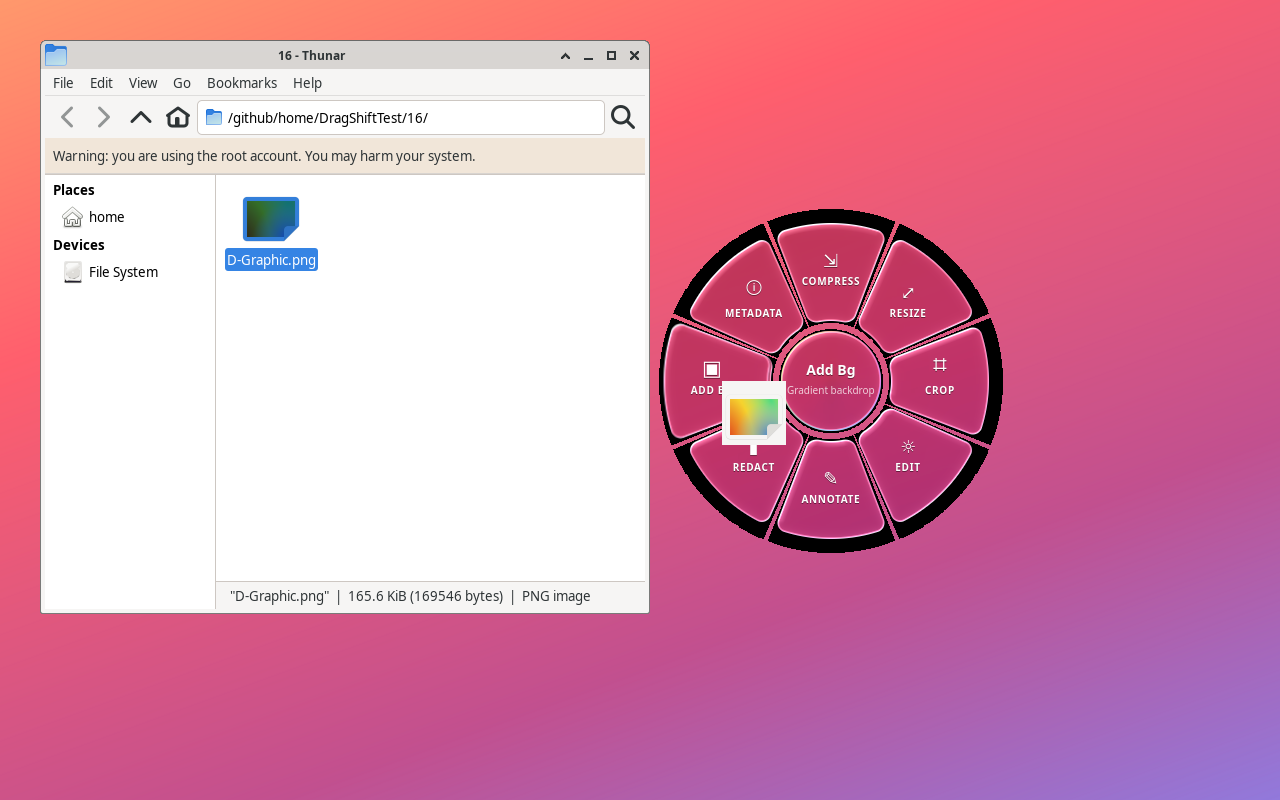 16 - Thunar
File Edit View Go Bookmarks Help
/github/home/DragShiftTest/16/
Warning: you are using the root account. You may harm your system.
Places
home
Devices
File System
D-Graphic.png
"D-Graphic.png" | 165.6 KiB (169546 bytes) | PNG image
COMPRESS
METADATA
RESIZE
ADD
CROP
Add Bg
Gradient backdrop
REDACT
EDIT
ANNOTATE